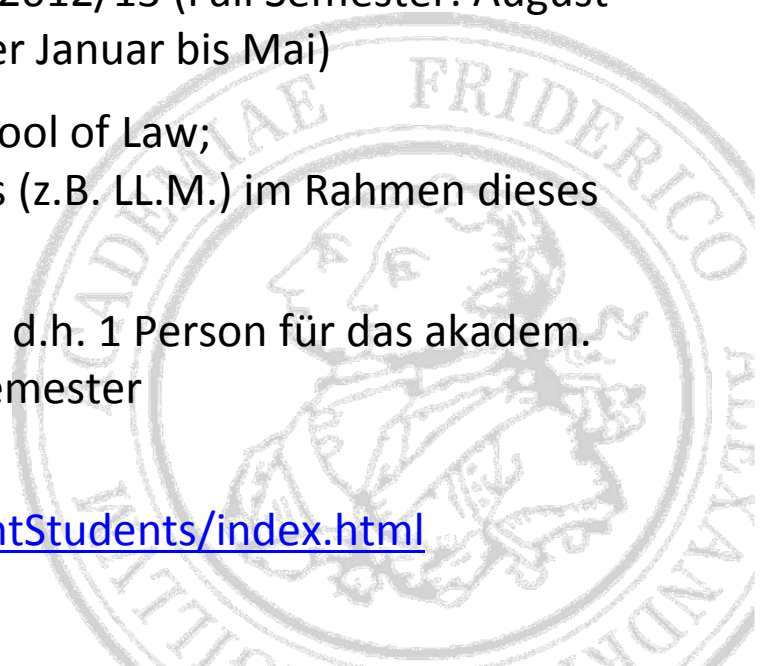 2012/13 (Fall Semester: August
er Januar bis Mai)
ool of Law;
s (z.B. LL.M.) im Rahmen dieses
d.h. 1 Person für das akadem.
emester
ntStudents/index.html
ACADEMIAE FRIDERICO ALEXANDRI